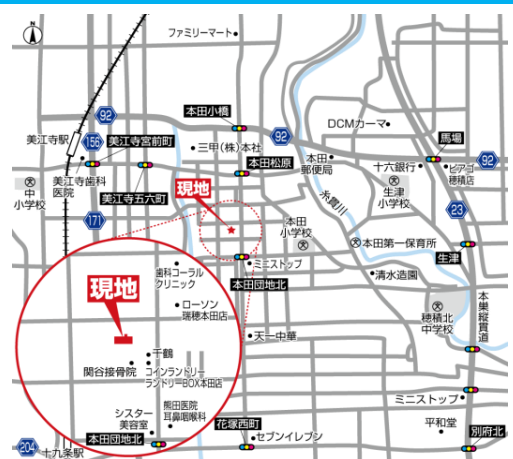 N
ファミリーマート
92
本田小橋
DCMカーマ
馬場
美江寺駅
156
美江寺宮前町
三甲(株)本社
92
本田
郵便局
十六銀行
ピアゴ
穂積店
92
本田松原
美江寺歯科
医院
美江寺五六町
文
中
小学校
文
生津
小学校
糸貫川
171
現地
23
本田
小学校
文
文
本田第一保育所
生津
歯科コーラル
クリニック
ミニストップ
本田団地北
清水造園
現地
ローソン
瑞穂本田店
文
穂積北
中学校
本巣縦貫道
天一中華
千鶴
関谷接骨院
コインランドリー
ランドリーBOX本田店
ミニストップ
シスター
美容室
熊田医院
耳鼻咽喉科
花塚西町
平和堂
本田団地北
セブンイレブン
別府北
204
十九条駅